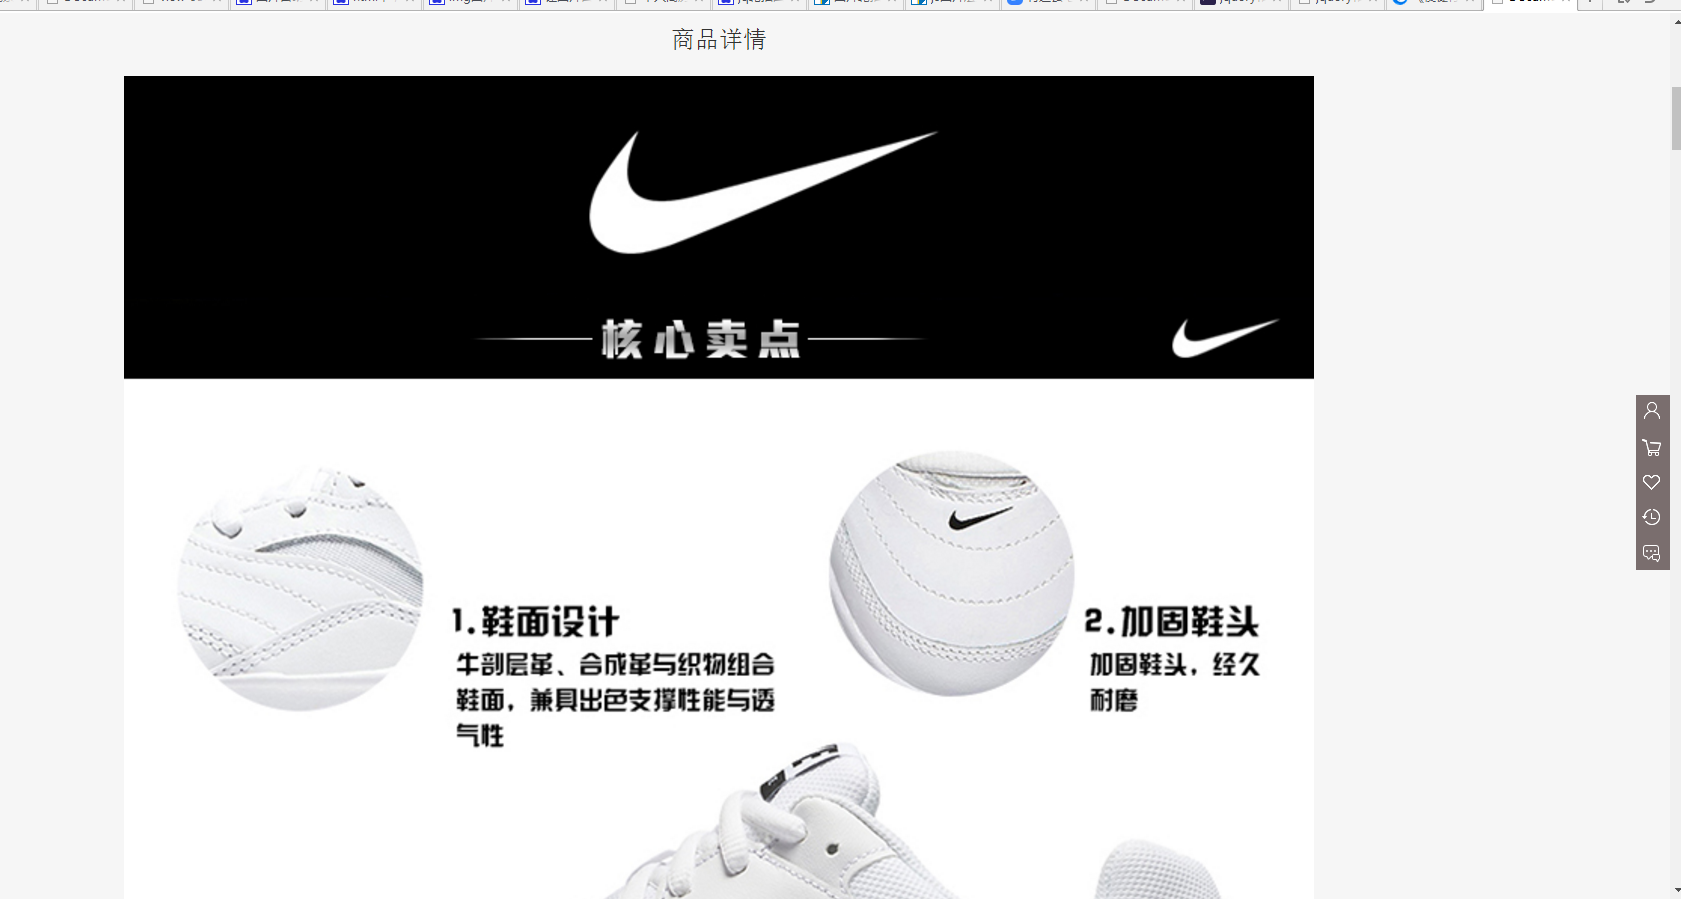 商品详情
核心卖点
1.鞋面设计
牛剖层革、合成革与织物组合
鞋面，兼具出色支撑性能与透
气性
2.加固鞋头
加固鞋头，经久
耐磨